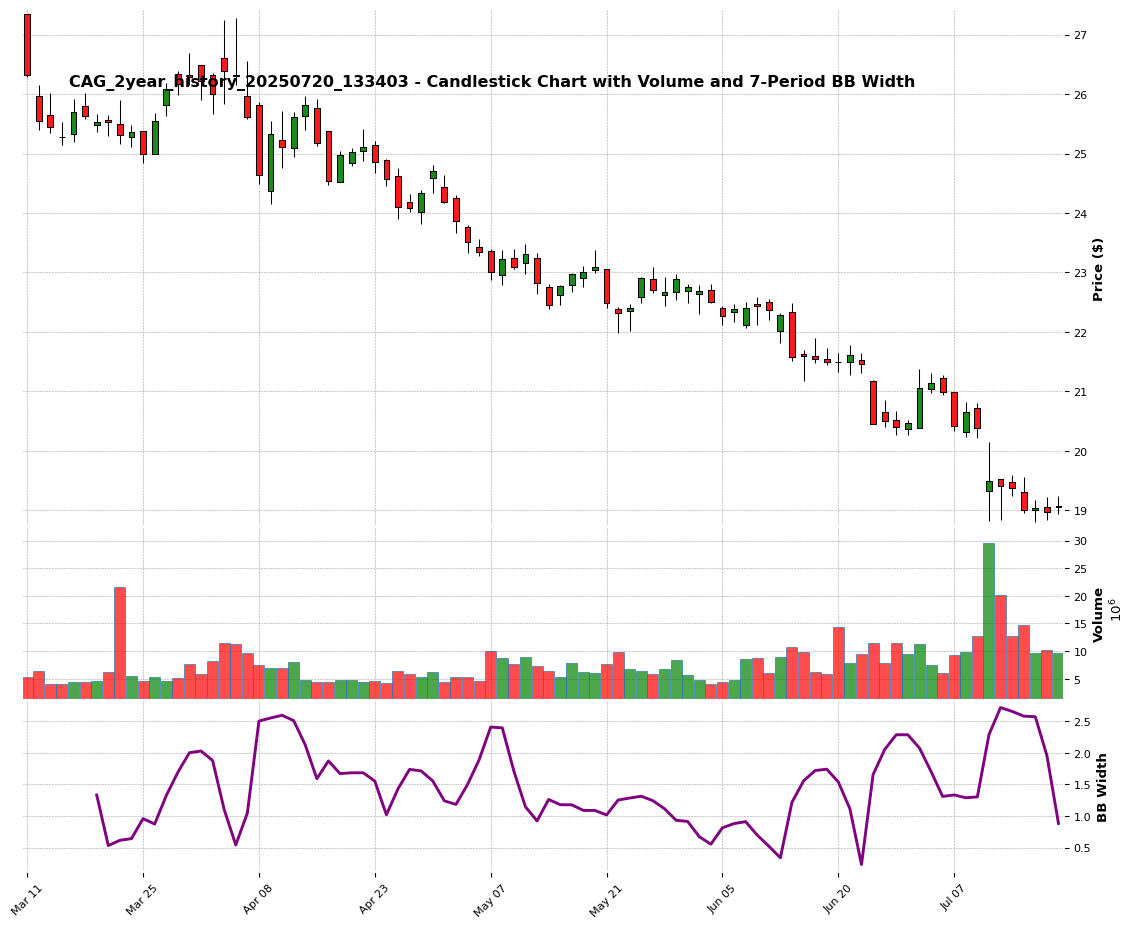 CAG_2year_history_20250720_133403 - Candlestick Chart with Volume and 7-Period BB Width
27
26
25
24
23
22
21
20
19
Price ($)
30
25
20
15
10
5
Volume
10^6
2.5
2.0
1.5
1.0
0.5
BB Width
Mar 11
Mar 25
Apr 08
Apr 23
May 07
May 21
Jun 05
Jun 20
Jul 07